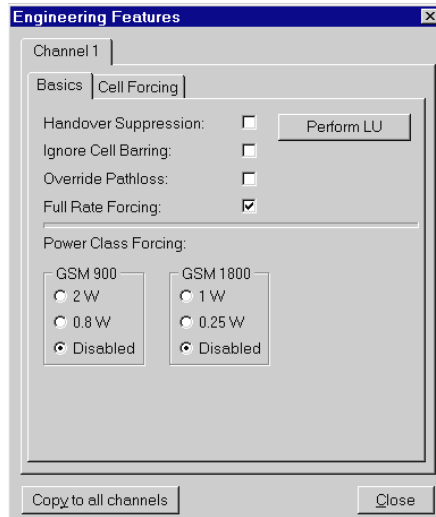 Engineering Features
Channel 1
Basics Cell Forcing
Handover Suppression: Perform LU
Ignore Cell Barring:
Override Pathloss:
Full Rate Forcing:
Power Class Forcing:
GSM 900 GSM 1800
2 W 1 W
0.8 W 0.25 W
Disabled Disabled
Copy to all channels Close